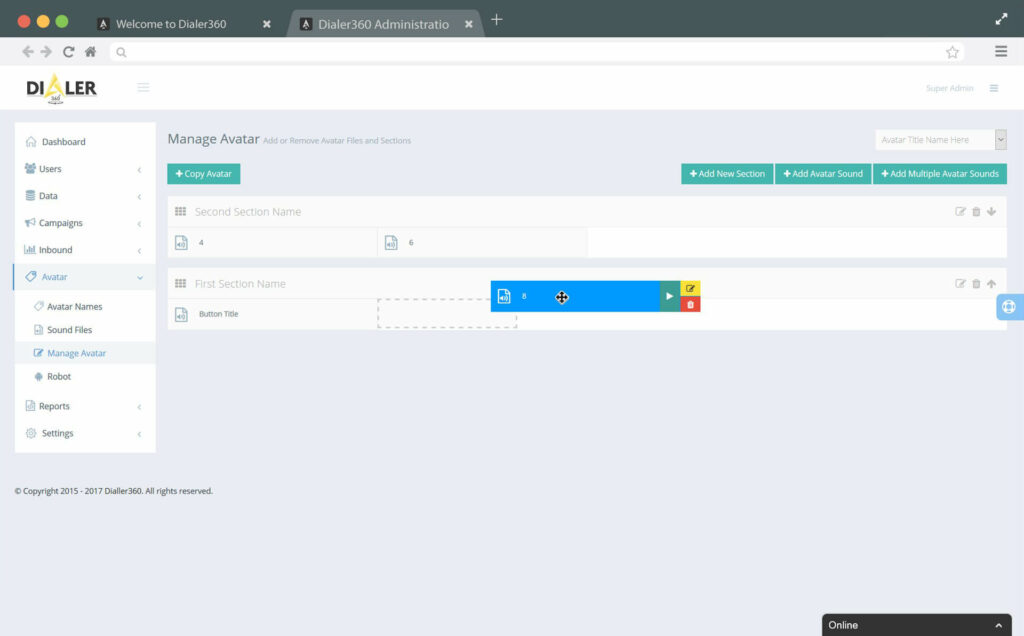 Welcome to Dialer360
Dialer360 Administratio
DIALER
360
Super Admin
Dashboard
Users
Data
Campaigns
Inbound
Avatar
Avatar Names
Sound Files
Manage Avatar
Robot
Reports
Settings
Manage Avatar Add or Remove Avatar Files and Sections
Avatar Title Name Here
Copy Avatar
Add New Section
Add Avatar Sound
Add Multiple Avatar Sounds
Second Section Name
4
6
First Section Name
8
Button Title
© Copyright 2015 - 2017 Dialler360. All rights reserved.
Online